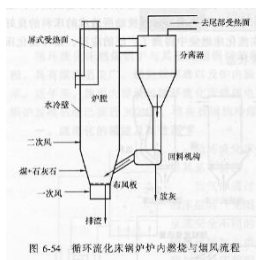 去尾部受热面
屏式受热面
分离器
水冷壁
炉膛
二次风
回料机构
煤+石灰石
布风板
一次风
放灰
排渣
图 6-54 循环流化床锅炉炉内燃烧与烟风流程